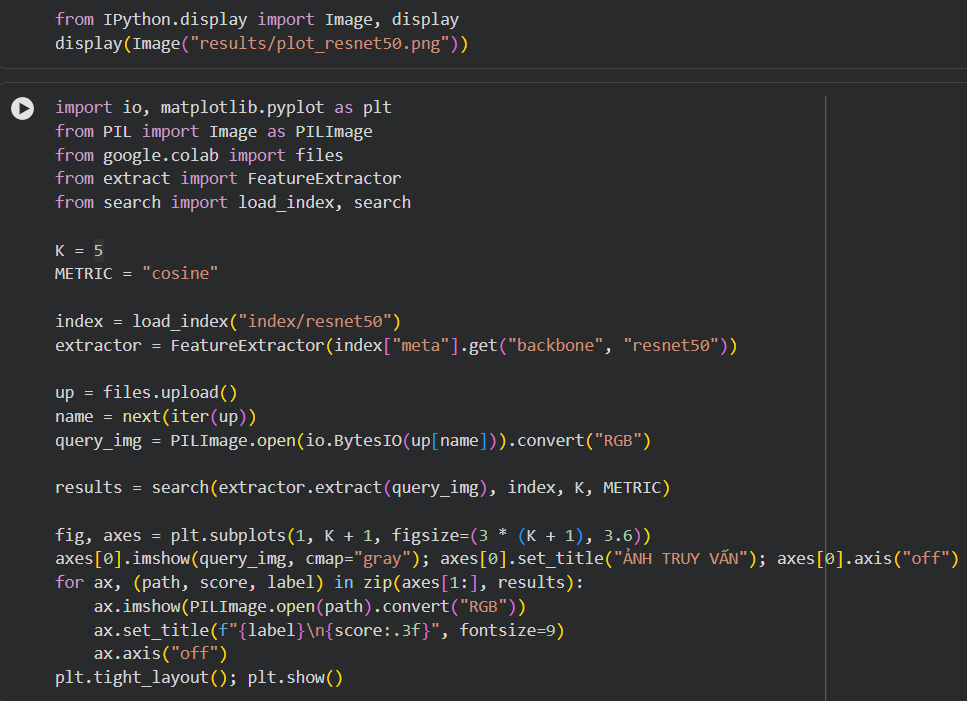 from IPython.display import Image, display
display(Image("results/plot_resnet50.png"))
import io, matplotlib.pyplot as plt
from PIL import Image as PILImage
from google.colab import files
from extract import FeatureExtractor
from search import load_index, search
K = 5
METRIC = "cosine"
index = load_index("index/resnet50")
extractor = FeatureExtractor(index["meta"].get("backbone", "resnet50"))
up = files.upload()
name = next(iter(up))
query_img = PILImage.open(io.BytesIO(up[name])).convert("RGB")
results = search(extractor.extract(query_img), index, K, METRIC)
fig, axes = plt.subplots(1, K + 1, figsize=(3 * (K + 1), 3.6))
axes[0].imshow(query_img, cmap="gray"); axes[0].set_title("ẢNH TRUY VẤN"); axes[0].axis("off")
for ax, (path, score, label) in zip(axes[1:], results):
    ax.imshow(PILImage.open(path).convert("RGB"))
    ax.set_title(f"{label}\n{score:.3f}", fontsize=9)
    ax.axis("off")
plt.tight_layout(); plt.show()